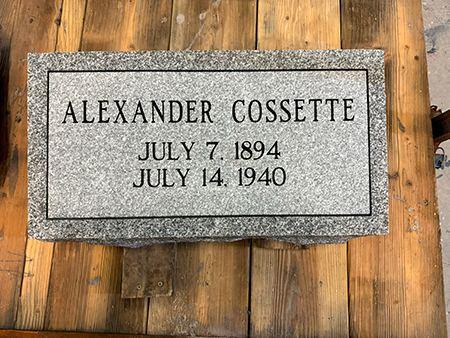 ALEXANDER COSSETTE
JULY 7, 1894
JULY 14, 1940